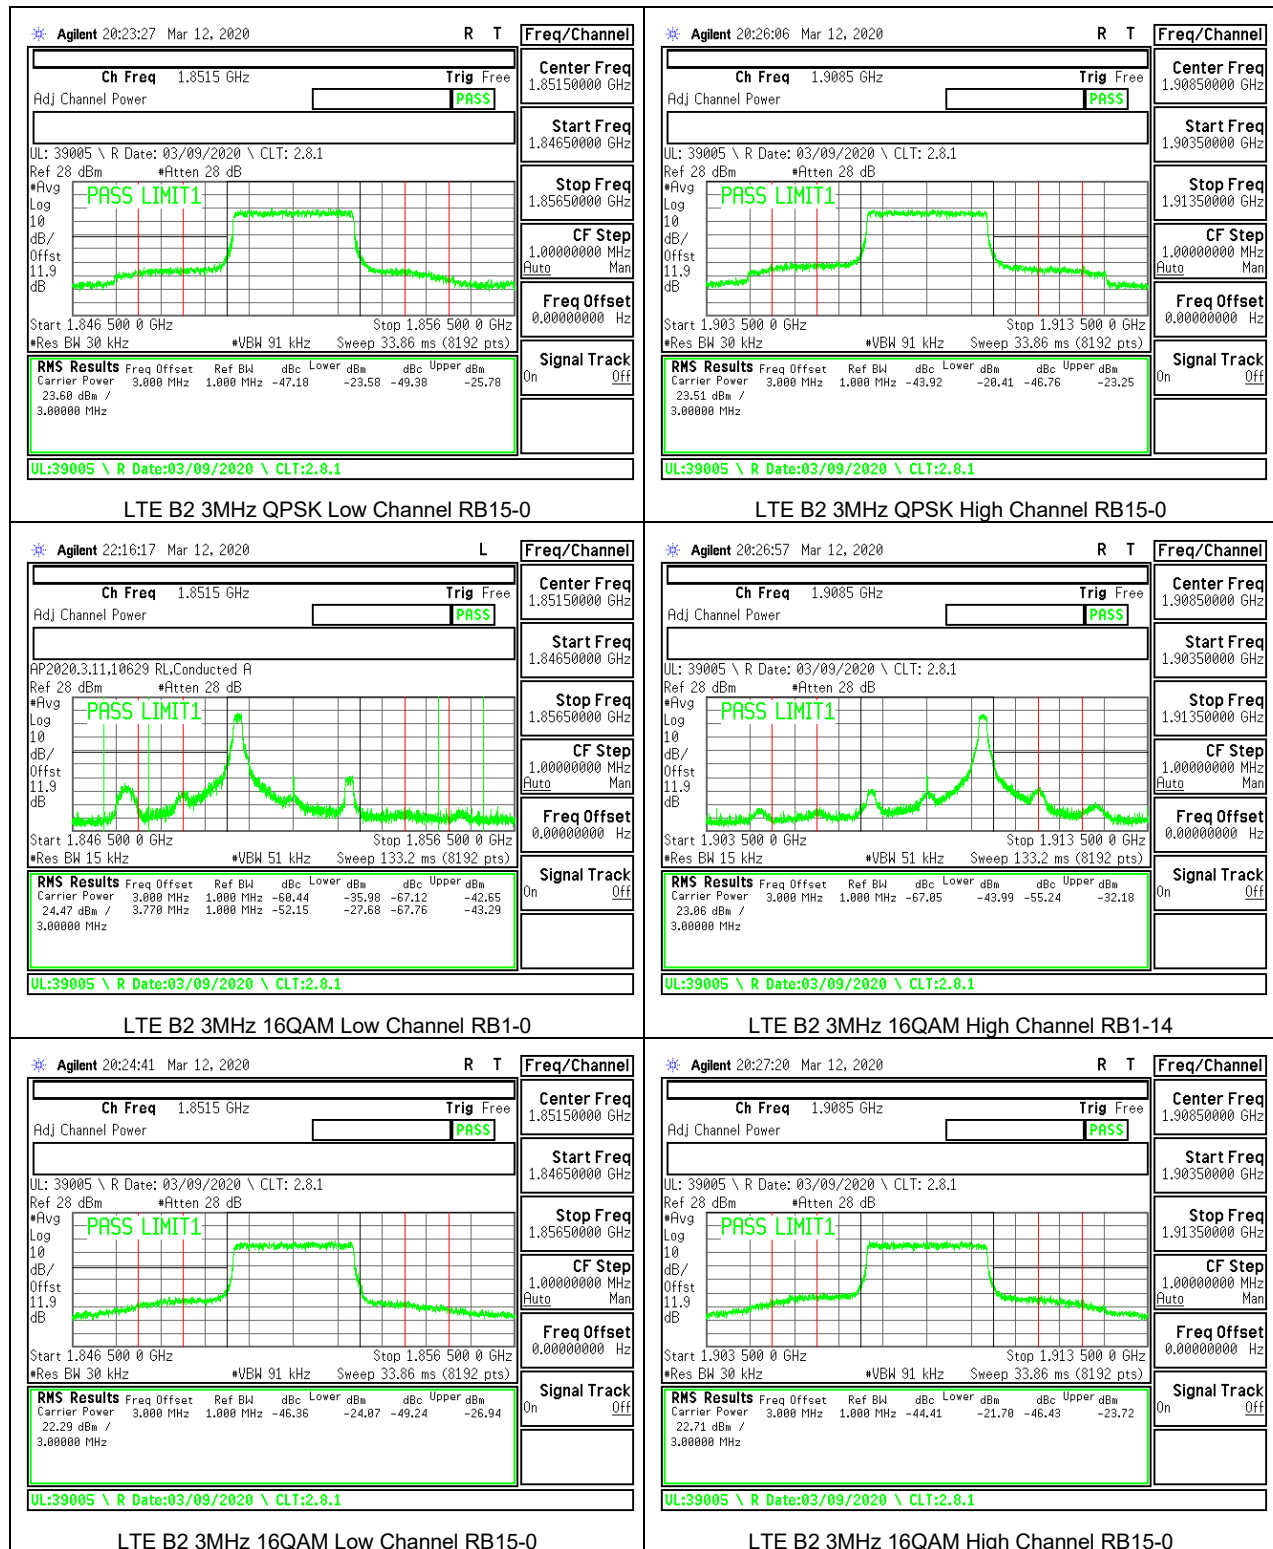 Agilent 20:23:27 Mar 12, 2020 R T
Freq/Channel
Ch Freq 1.8515 GHz Trig Free
Adj Channel Power PASS
UL: 39005 \ R Date: 03/09/2020 \ CLT: 2.8.1
Ref 28 dBm #Atten 28 dB
#Avg
Log
10
dB/
Offst
11.9
dB
PASS LIMIT1
Start 1.846 500 0 GHz Stop 1.856 500 0 GHz
#Res BW 30 kHz #VBW 91 kHz Sweep 33.86 ms (8192 pts)
RMS Results Freq Offset Ref BW dBc Lower dBm dBc Upper dBm
Carrier Power 3.000 MHz 1.000 MHz -47.18 -23.58 -49.38 -25.78
23.60 dBm /
3.00000 MHz
UL:39005 \ R Date:03/09/2020 \ CLT:2.8.1
Center Freq
1.85150000 GHz
Start Freq
1.84650000 GHz
Stop Freq
1.85650000 GHz
CF Step
1.00000000 MHz
Auto Man
Freq Offset
0.00000000 Hz
Signal Track
On Off
LTE B2 3MHz QPSK Low Channel RB15-0
Agilent 20:26:06 Mar 12, 2020 R T
Freq/Channel
Ch Freq 1.9085 GHz Trig Free
Adj Channel Power PASS
UL: 39005 \ R Date: 03/09/2020 \ CLT: 2.8.1
Ref 28 dBm #Atten 28 dB
#Avg
Log
10
dB/
Offst
11.9
dB
PASS LIMIT1
Start 1.903 500 0 GHz Stop 1.913 500 0 GHz
#Res BW 30 kHz #VBW 91 kHz Sweep 33.86 ms (8192 pts)
RMS Results Freq Offset Ref BW dBc Lower dBm dBc Upper dBm
Carrier Power 3.000 MHz 1.000 MHz -43.92 -20.41 -46.76 -23.25
23.51 dBm /
3.00000 MHz
UL:39005 \ R Date:03/09/2020 \ CLT:2.8.1
Center Freq
1.90850000 GHz
Start Freq
1.90350000 GHz
Stop Freq
1.91350000 GHz
CF Step
1.00000000 MHz
Auto Man
Freq Offset
0.00000000 Hz
Signal Track
On Off
LTE B2 3MHz QPSK High Channel RB15-0
Agilent 22:16:17 Mar 12, 2020 L
Freq/Channel
Ch Freq 1.8515 GHz Trig Free
Adj Channel Power PASS
AP2020.3.11,10629 RL,Conducted A
Ref 28 dBm #Atten 28 dB
#Avg
Log
10
dB/
Offst
11.9
dB
PASS LIMIT1
Start 1.846 500 0 GHz Stop 1.856 500 0 GHz
#Res BW 15 kHz #VBW 51 kHz Sweep 133.2 ms (8192 pts)
RMS Results Freq Offset Ref BW dBc Lower dBm dBc Upper dBm
Carrier Power 3.000 MHz 1.000 MHz -60.44 -35.98 -67.12 -42.65
24.47 dBm / 3.770 MHz 1.000 MHz -52.15 -27.68 -67.76 -43.29
3.00000 MHz
UL:39005 \ R Date:03/09/2020 \ CLT:2.8.1
Center Freq
1.85150000 GHz
Start Freq
1.84650000 GHz
Stop Freq
1.85650000 GHz
CF Step
1.00000000 MHz
Auto Man
Freq Offset
0.00000000 Hz
Signal Track
On Off
LTE B2 3MHz 16QAM Low Channel RB1-0
Agilent 20:26:57 Mar 12, 2020 R T
Freq/Channel
Ch Freq 1.9085 GHz Trig Free
Adj Channel Power PASS
UL: 39005 \ R Date: 03/09/2020 \ CLT: 2.8.1
Ref 28 dBm #Atten 28 dB
#Avg
Log
10
dB/
Offst
11.9
dB
PASS LIMIT1
Start 1.903 500 0 GHz Stop 1.913 500 0 GHz
#Res BW 15 kHz #VBW 51 kHz Sweep 133.2 ms (8192 pts)
RMS Results Freq Offset Ref BW dBc Lower dBm dBc Upper dBm
Carrier Power 3.000 MHz 1.000 MHz -67.05 -43.99 -55.24 -32.18
23.06 dBm /
3.00000 MHz
UL:39005 \ R Date:03/09/2020 \ CLT:2.8.1
Center Freq
1.90850000 GHz
Start Freq
1.90350000 GHz
Stop Freq
1.91350000 GHz
CF Step
1.00000000 MHz
Auto Man
Freq Offset
0.00000000 Hz
Signal Track
On Off
LTE B2 3MHz 16QAM High Channel RB1-14
Agilent 20:24:41 Mar 12, 2020 R T
Freq/Channel
Ch Freq 1.8515 GHz Trig Free
Adj Channel Power PASS
UL: 39005 \ R Date: 03/09/2020 \ CLT: 2.8.1
Ref 28 dBm #Atten 28 dB
#Avg
Log
10
dB/
Offst
11.9
dB
PASS LIMIT1
Start 1.846 500 0 GHz Stop 1.856 500 0 GHz
#Res BW 30 kHz #VBW 91 kHz Sweep 33.86 ms (8192 pts)
RMS Results Freq Offset Ref BW dBc Lower dBm dBc Upper dBm
Carrier Power 3.000 MHz 1.000 MHz -46.36 -24.07 -49.24 -26.94
22.29 dBm /
3.00000 MHz
UL:39005 \ R Date:03/09/2020 \ CLT:2.8.1
Center Freq
1.85150000 GHz
Start Freq
1.84650000 GHz
Stop Freq
1.85650000 GHz
CF Step
1.00000000 MHz
Auto Man
Freq Offset
0.00000000 Hz
Signal Track
On Off
LTE B2 3MHz 16QAM Low Channel RB15-0
Agilent 20:27:20 Mar 12, 2020 R T
Freq/Channel
Ch Freq 1.9085 GHz Trig Free
Adj Channel Power PASS
UL: 39005 \ R Date: 03/09/2020 \ CLT: 2.8.1
Ref 28 dBm #Atten 28 dB
#Avg
Log
10
dB/
Offst
11.9
dB
PASS LIMIT1
Start 1.903 500 0 GHz Stop 1.913 500 0 GHz
#Res BW 30 kHz #VBW 91 kHz Sweep 33.86 ms (8192 pts)
RMS Results Freq Offset Ref BW dBc Lower dBm dBc Upper dBm
Carrier Power 3.000 MHz 1.000 MHz -44.41 -21.70 -46.43 -23.72
22.71 dBm /
3.00000 MHz
UL:39005 \ R Date:03/09/2020 \ CLT:2.8.1
Center Freq
1.90850000 GHz
Start Freq
1.90350000 GHz
Stop Freq
1.91350000 GHz
CF Step
1.00000000 MHz
Auto Man
Freq Offset
0.00000000 Hz
Signal Track
On Off
LTE B2 3MHz 16QAM High Channel RB15-0